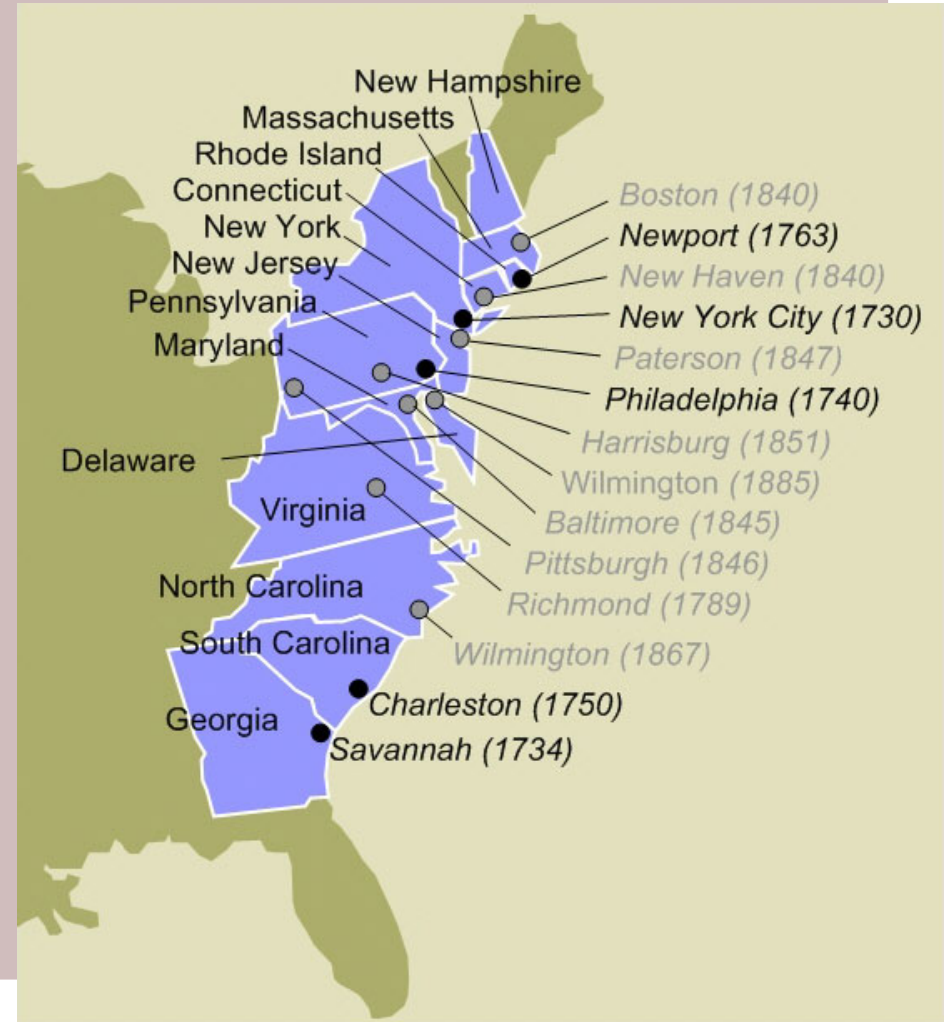 New Hampshire
Massachusetts
Rhode Island
Connecticut
New York
New Jersey
Pennsylvania
Maryland
Delaware
Virginia
North Carolina
South Carolina
Georgia
Boston (1840)
Newport (1763)
New Haven (1840)
New York City (1730)
Paterson (1847)
Philadelphia (1740)
Harrisburg (1851)
Wilmington (1885)
Baltimore (1845)
Pittsburgh (1846)
Richmond (1789)
Wilmington (1867)
Charleston (1750)
Savannah (1734)